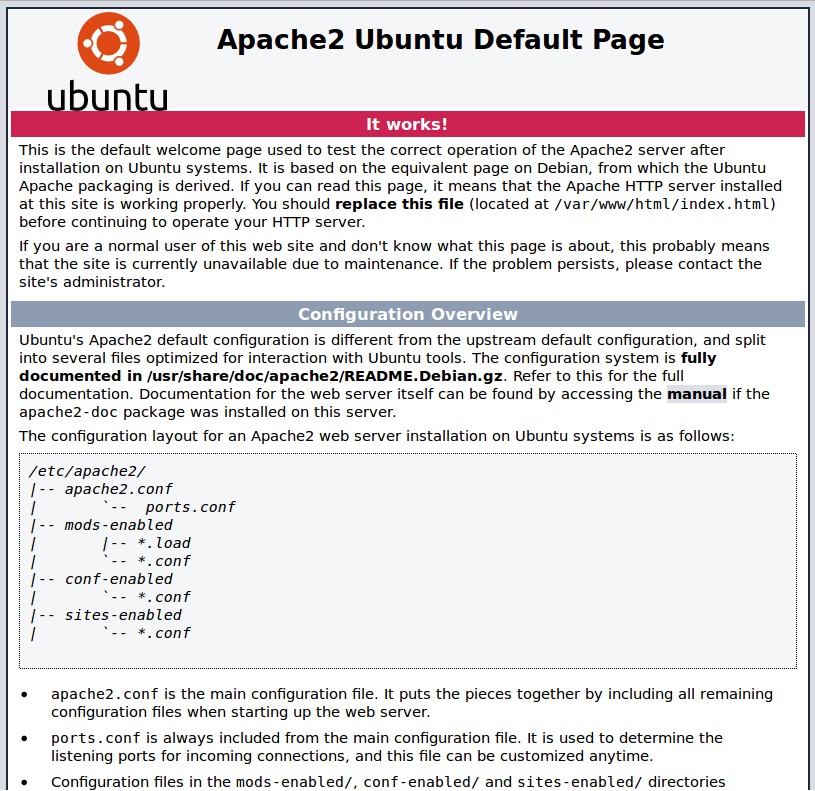 ubuntu
Apache2 Ubuntu Default Page
It works!
This is the default welcome page used to test the correct operation of the Apache2 server after
installation on Ubuntu systems. It is based on the equivalent page on Debian, from which the Ubuntu
Apache packaging is derived. If you can read this page, it means that the Apache HTTP server installed
at this site is working properly. You should replace this file (located at /var/www/html/index.html)
before continuing to operate your HTTP server.
If you are a normal user of this web site and don't know what this page is about, this probably means
that the site is currently unavailable due to maintenance. If the problem persists, please contact the
site's administrator.
Configuration Overview
Ubuntu's Apache2 default configuration is different from the upstream default configuration, and split
into several files optimized for interaction with Ubuntu tools. The configuration system is fully
documented in /usr/share/doc/apache2/README.Debian.gz. Refer to this for the full
documentation. Documentation for the web server itself can be found by accessing the manual if the
apache2-doc package was installed on this server.
The configuration layout for an Apache2 web server installation on Ubuntu systems is as follows:
/etc/apache2/
|-- apache2.conf
|       `--  ports.conf
|-- mods-enabled
|       |-- *.load
|       `-- *.conf
|-- conf-enabled
|       `-- *.conf
|-- sites-enabled
|       `-- *.conf
• apache2.conf is the main configuration file. It puts the pieces together by including all remaining
configuration files when starting up the web server.
• ports.conf is always included from the main configuration file. It is used to determine the
listening ports for incoming connections, and this file can be customized anytime.
• Configuration files in the mods-enabled/, conf-enabled/ and sites-enabled/ directories